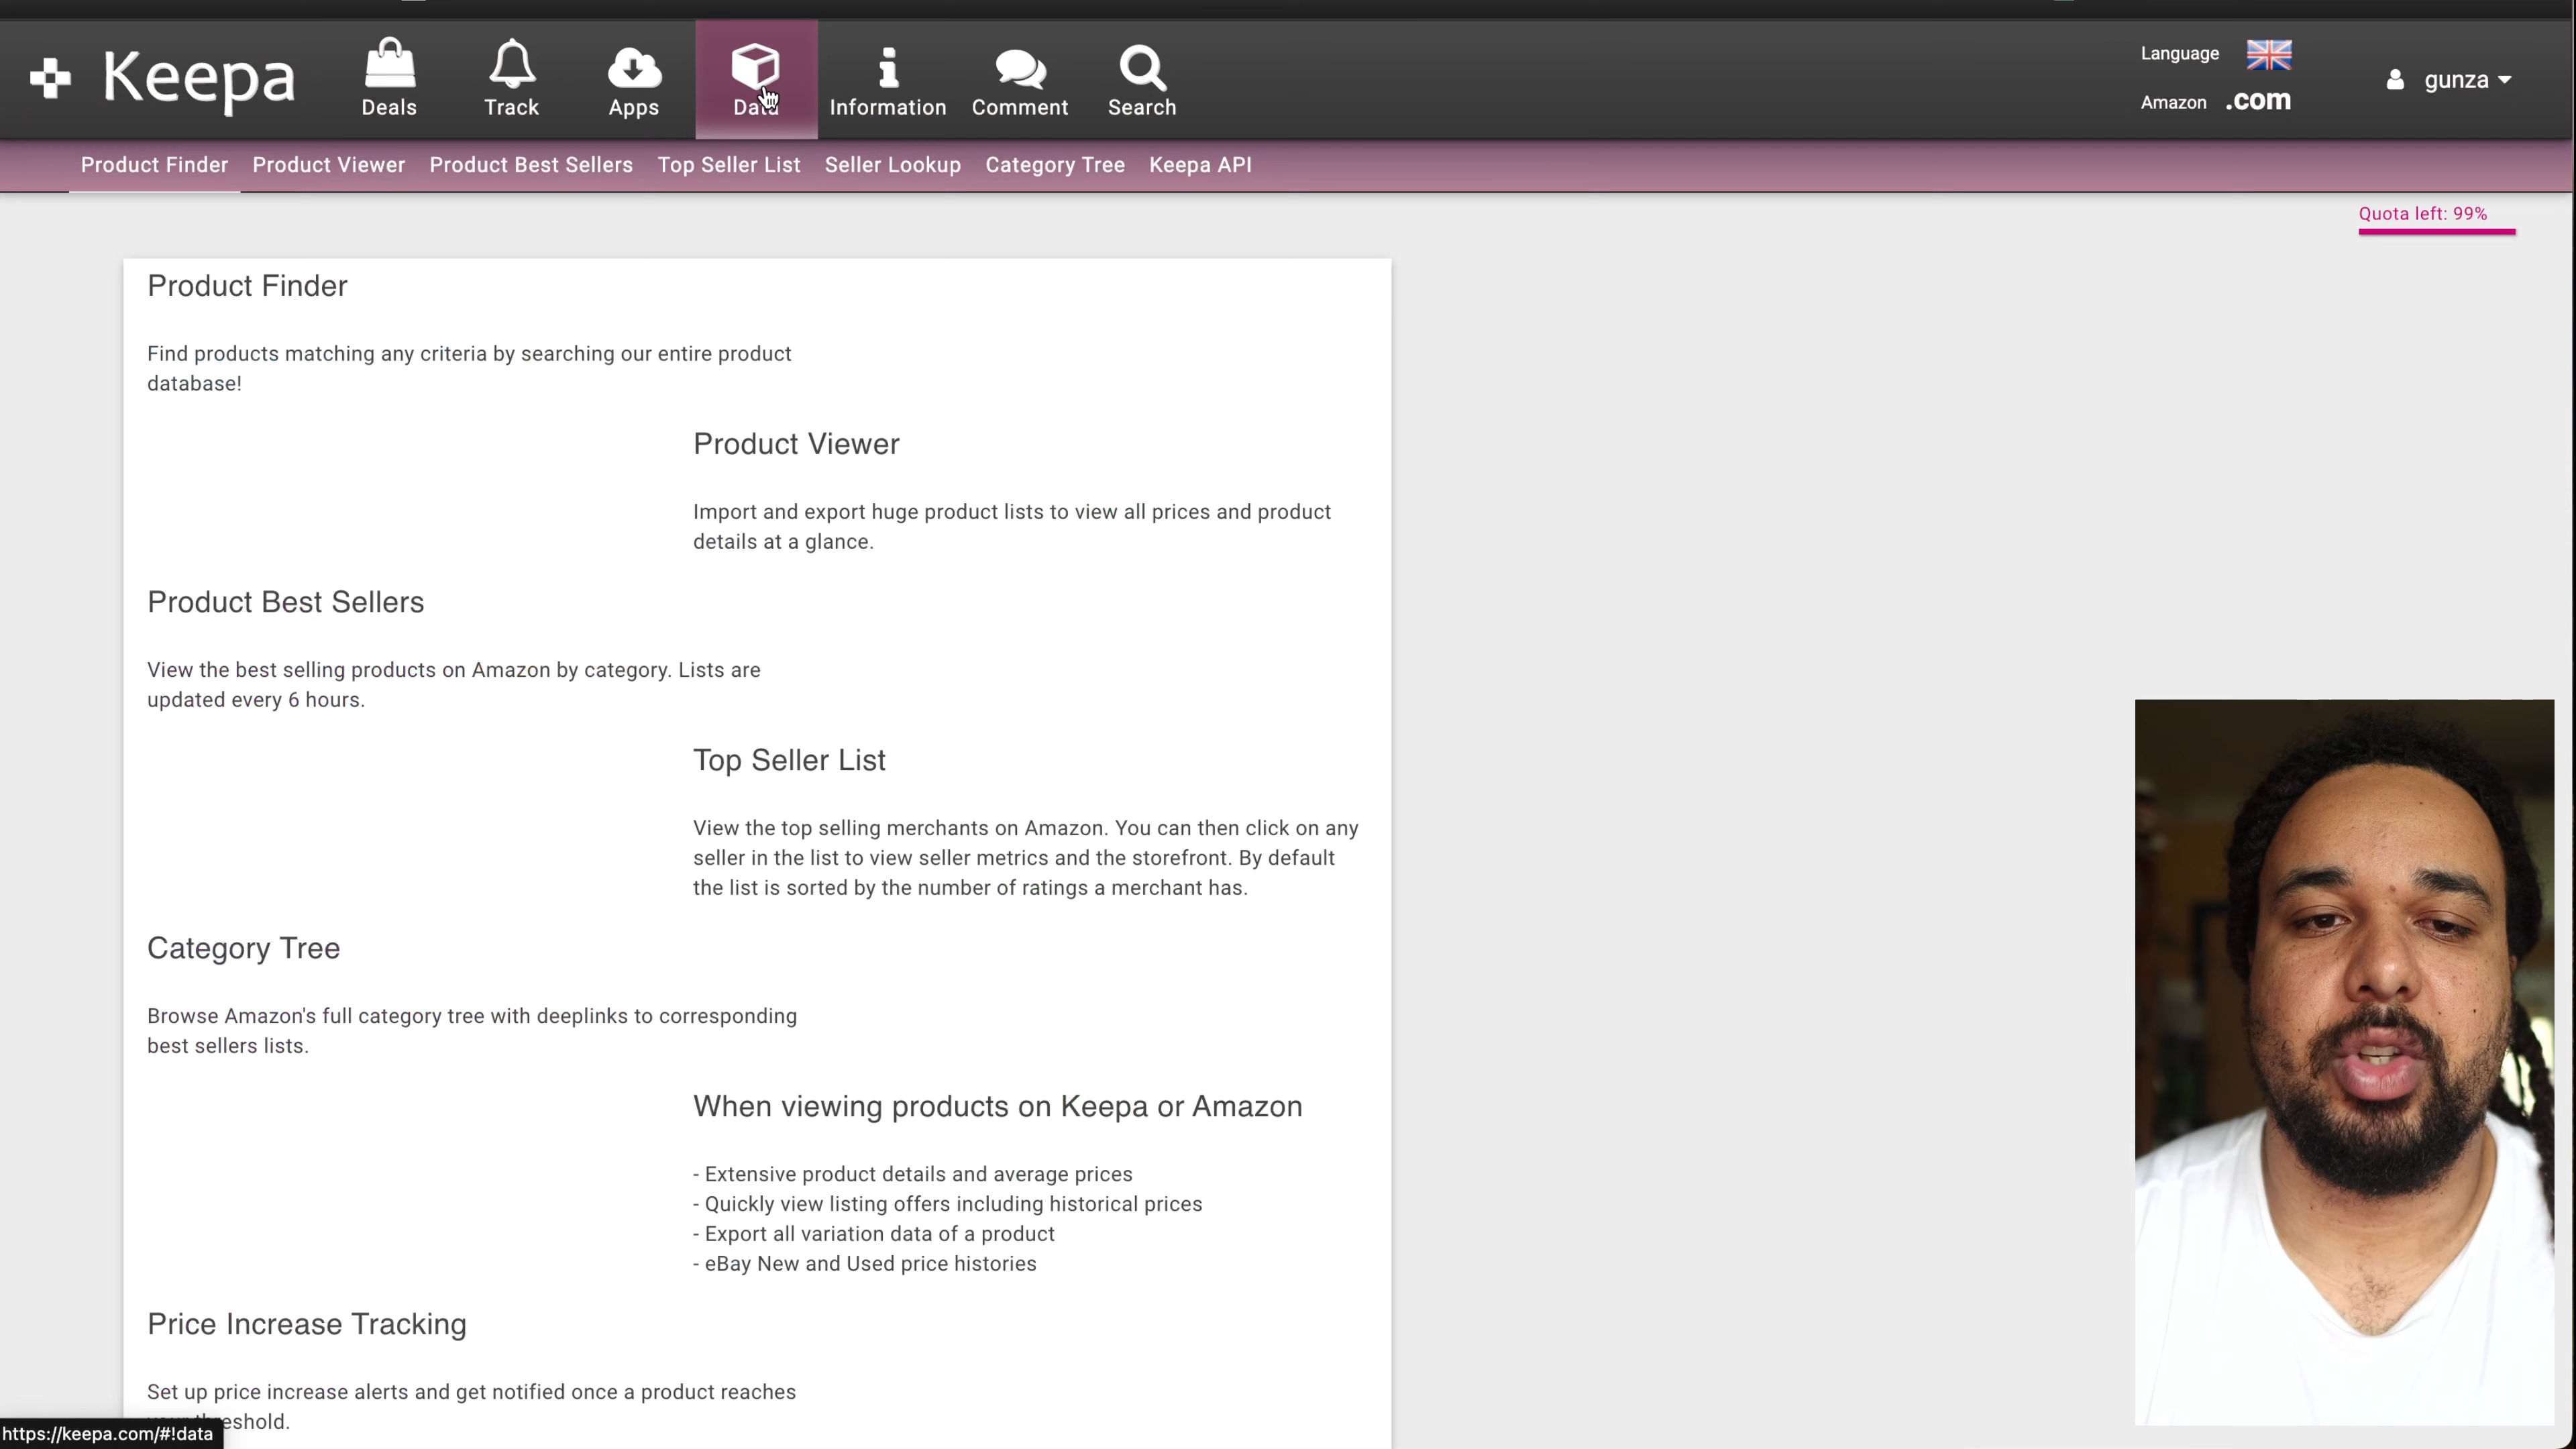 Keepa
Deals
Track
Apps
Data
Information
Comment
Search
Language
Amazon .com
gunza
Product Finder Product Viewer Product Best Sellers Top Seller List Seller Lookup Category Tree Keepa API
Quota left: 99%
Product Finder
Find products matching any criteria by searching our entire product
database!
Product Viewer
Import and export huge product lists to view all prices and product
details at a glance.
Product Best Sellers
View the best selling products on Amazon by category. Lists are
updated every 6 hours.
Top Seller List
View the top selling merchants on Amazon. You can then click on any
seller in the list to view seller metrics and the storefront. By default
the list is sorted by the number of ratings a merchant has.
Category Tree
Browse Amazon's full category tree with deeplinks to corresponding
best sellers lists.
When viewing products on Keepa or Amazon
- Extensive product details and average prices
- Quickly view listing offers including historical prices
- Export all variation data of a product
- eBay New and Used price histories
Price Increase Tracking
Set up price increase alerts and get notified once a product reaches
https://keepa.com/#!data